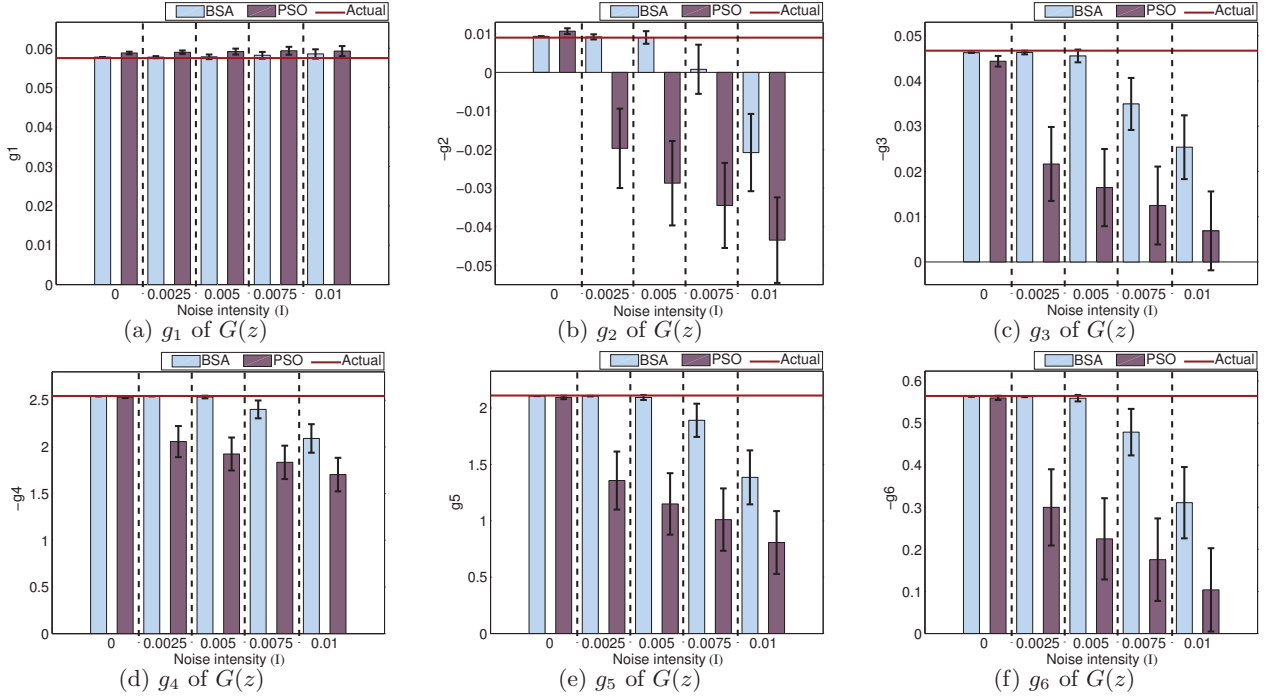 BSA PSO Actual
0.06
0.05
0.04
0.03
0.02
0.01
0
g1
0 0.0025 0.005 0.0075 0.01
Noise intensity (I)
(a) g1 of G(z)
BSA PSO Actual
0.01
0
−0.01
−0.02
−0.03
−0.04
−0.05
−g2
0 0.0025 0.005 0.0075 0.01
Noise intensity (I)
(b) g2 of G(z)
BSA PSO Actual
0.05
0.04
0.03
0.02
0.01
0
−g3
0 0.0025 0.005 0.0075 0.01
Noise intensity (I)
(c) g3 of G(z)
BSA PSO Actual
2.5
2
1.5
1
0.5
0
−g4
0 0.0025 0.005 0.0075 0.01
Noise intensity (I)
(d) g4 of G(z)
BSA PSO Actual
2
1.5
1
0.5
0
g5
0 0.0025 0.005 0.0075 0.01
Noise intensity (I)
(e) g5 of G(z)
BSA PSO Actual
0.6
0.5
0.4
0.3
0.2
0.1
0
−g6
0 0.0025 0.005 0.0075 0.01
Noise intensity (I)
(f) g6 of G(z)